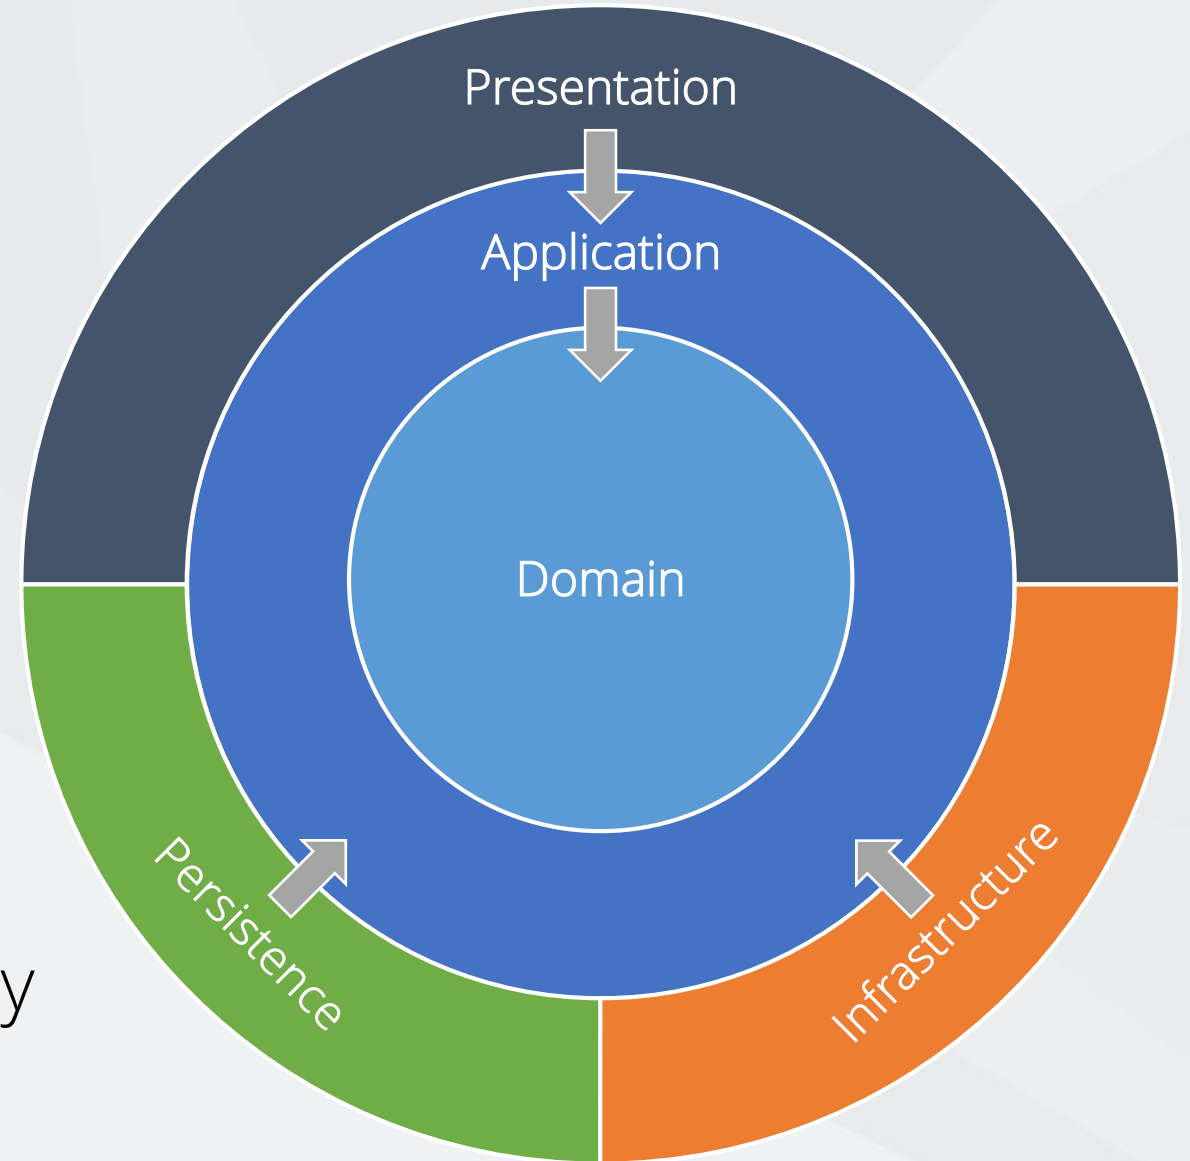 Presentation
Application
Domain
Persistence
Infrastructure
y